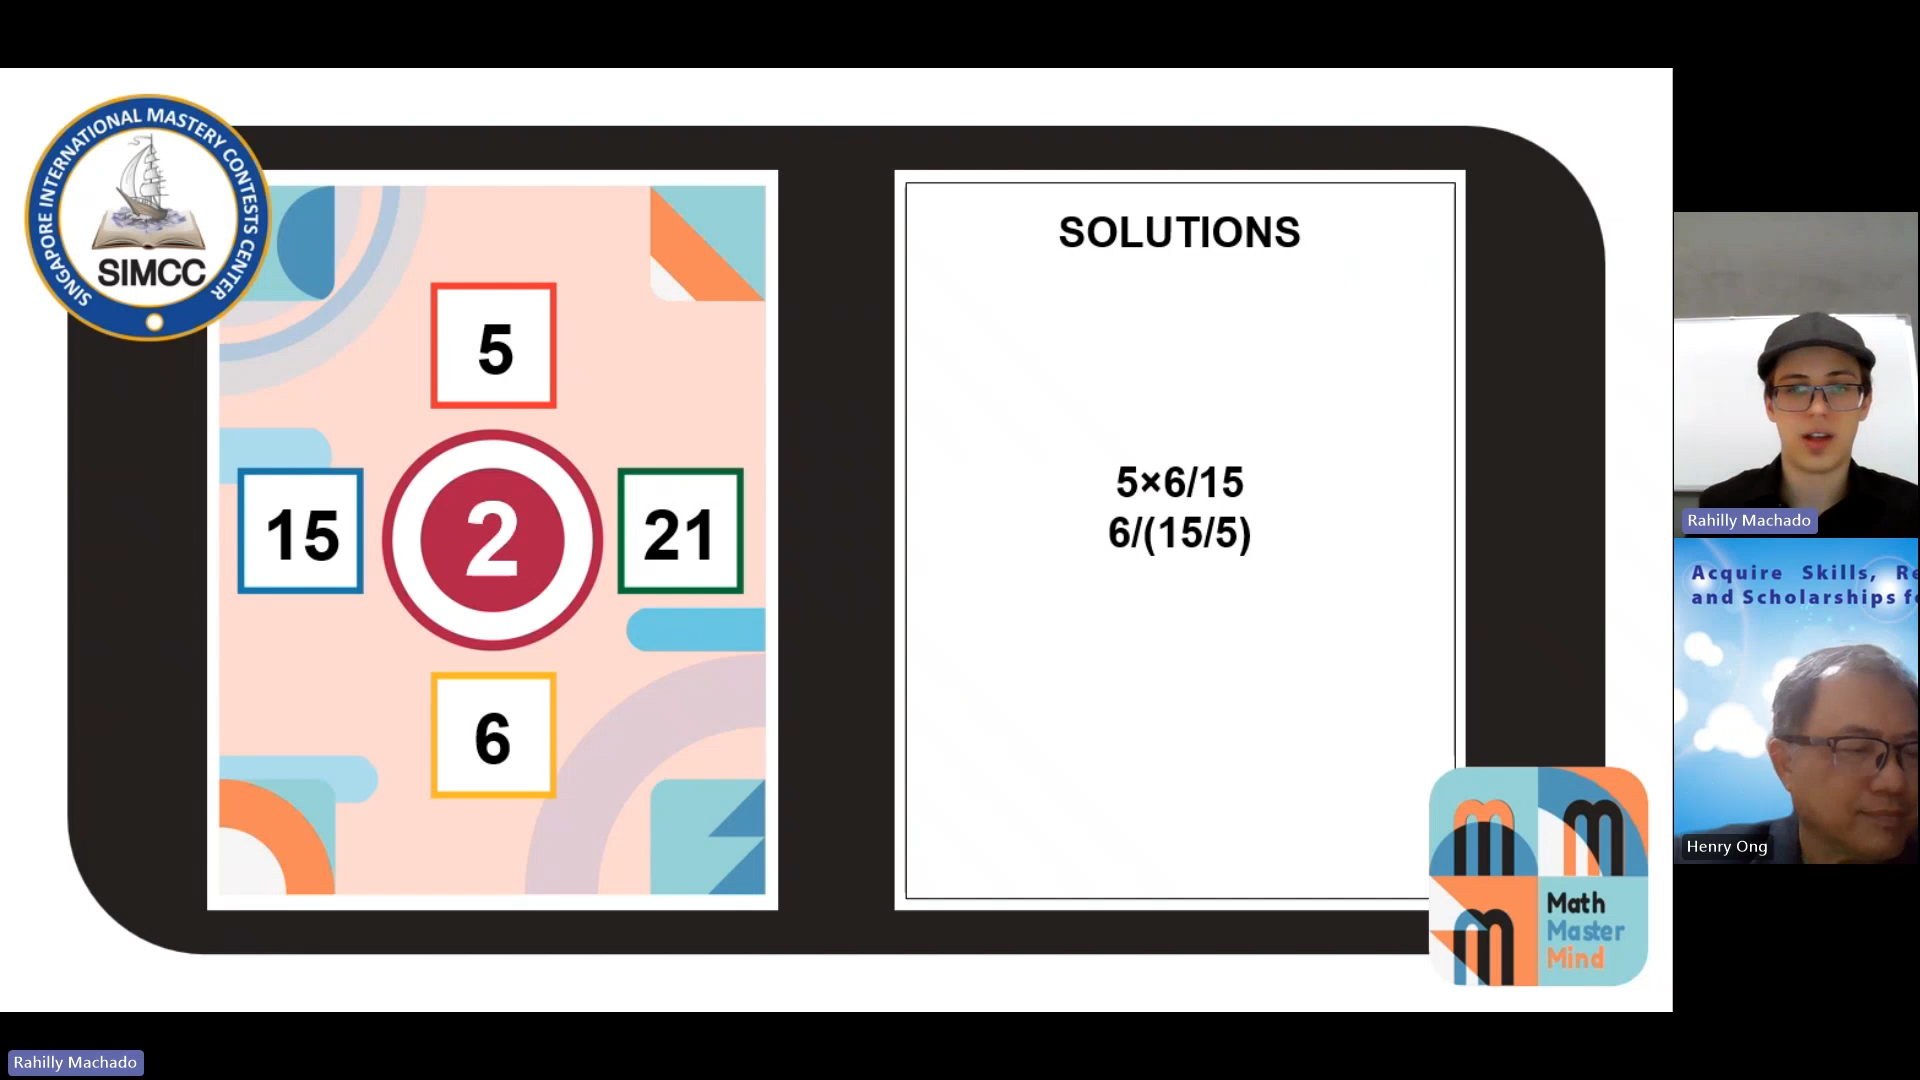 SINGAPORE INTERNATIONAL MASTERY CONTESTS CENTER
SIMCC
5
15
2
21
6
SOLUTIONS
5×6/15
6/(15/5)
Math
Master
Mind
Rahilly Machado
Acquire Skills,
and Scholarships
Henry Ong
Rahilly Machado